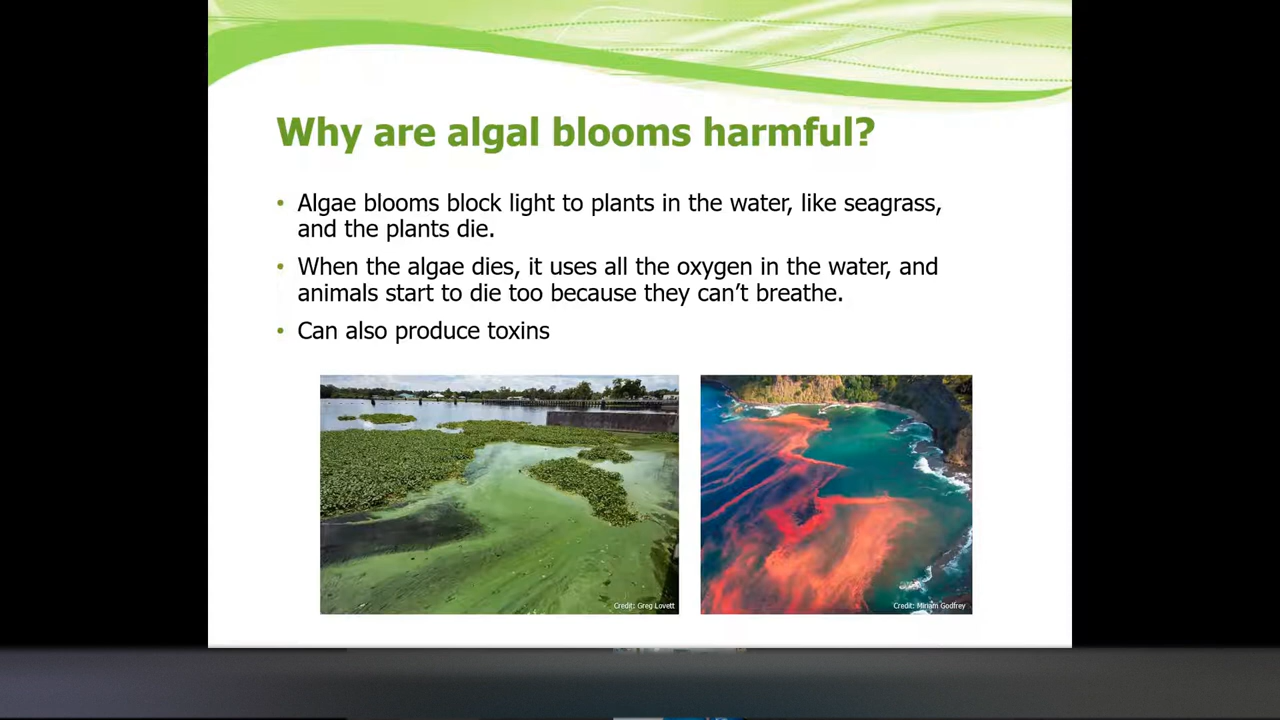 Why are algal blooms harmful?
• Algae blooms block light to plants in the water, like seagrass,
and the plants die.
• When the algae dies, it uses all the oxygen in the water, and
animals start to die too because they can’t breathe.
• Can also produce toxins
Credit: Greg Lovett
Credit: Miriam Godfrey